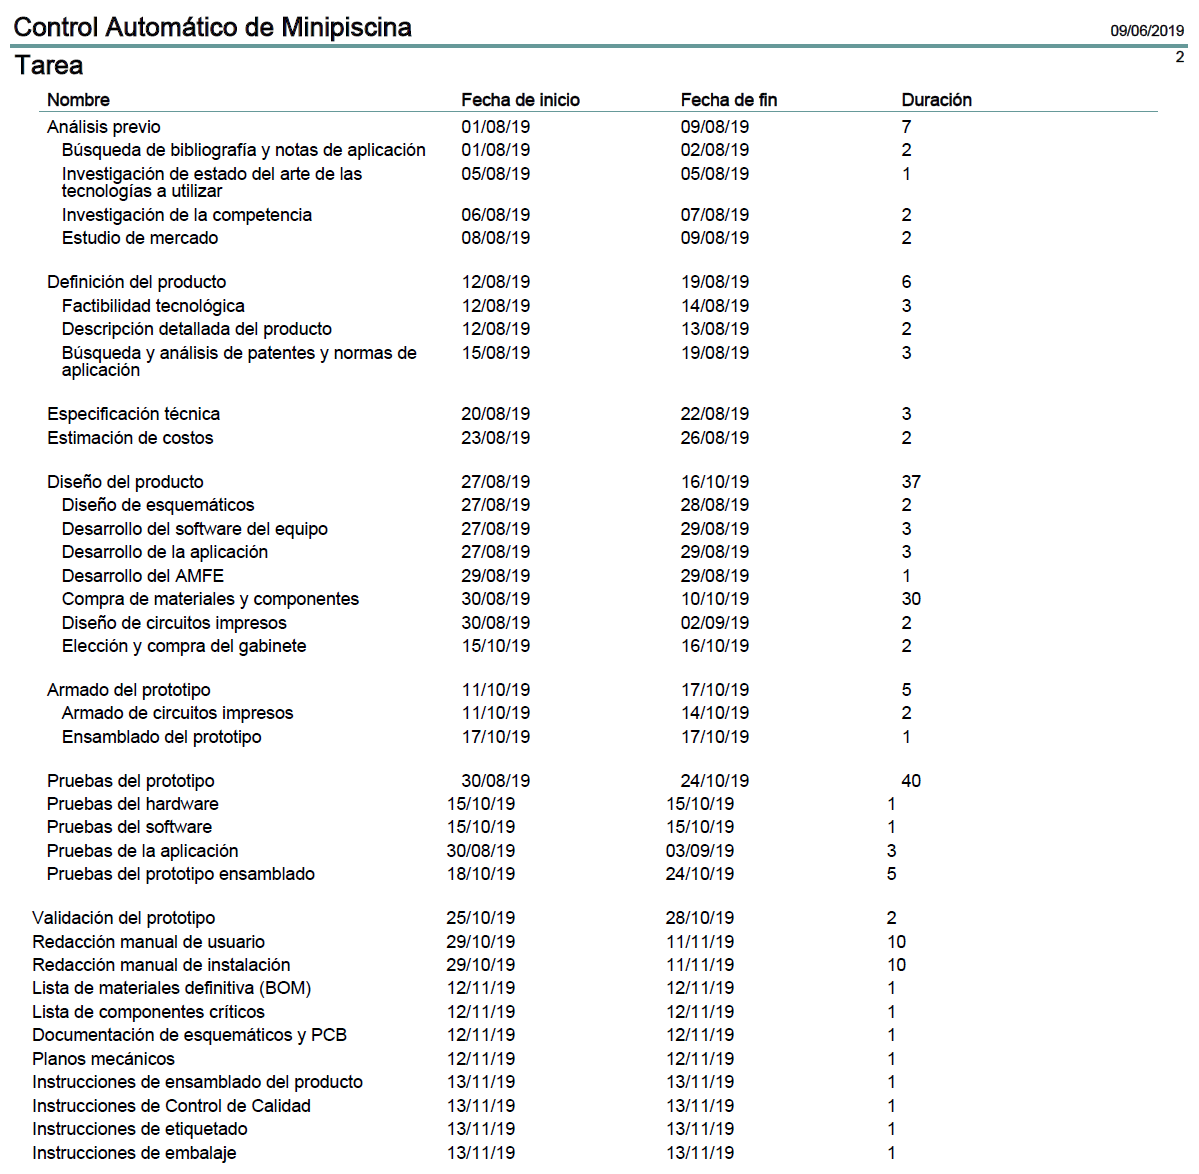 Control Automático de Minipiscina 09/06/2019
2
Tarea
Nombre Fecha de inicio Fecha de fin Duración
Análisis previo 01/08/19 09/08/19 7
Búsqueda de bibliografía y notas de aplicación 01/08/19 02/08/19 2
Investigación de estado del arte de las 05/08/19 05/08/19 1
tecnologías a utilizar
Investigación de la competencia 06/08/19 07/08/19 2
Estudio de mercado 08/08/19 09/08/19 2
Definición del producto 12/08/19 19/08/19 6
Factibilidad tecnológica 12/08/19 14/08/19 3
Descripción detallada del producto 12/08/19 13/08/19 2
Búsqueda y análisis de patentes y normas de 15/08/19 19/08/19 3
aplicación
Especificación técnica 20/08/19 22/08/19 3
Estimación de costos 23/08/19 26/08/19 2
Diseño del producto 27/08/19 16/10/19 37
Diseño de esquemáticos 27/08/19 28/08/19 2
Desarrollo del software del equipo 27/08/19 29/08/19 3
Desarrollo de la aplicación 27/08/19 29/08/19 3
Desarrollo del AMFE 29/08/19 29/08/19 1
Compra de materiales y componentes 30/08/19 10/10/19 30
Diseño de circuitos impresos 30/08/19 02/09/19 2
Elección y compra del gabinete 15/10/19 16/10/19 2
Armado del prototipo 11/10/19 17/10/19 5
Armado de circuitos impresos 11/10/19 14/10/19 2
Ensamblado del prototipo 17/10/19 17/10/19 1
Pruebas del prototipo 30/08/19 24/10/19 40
Pruebas del hardware 15/10/19 15/10/19 1
Pruebas del software 15/10/19 15/10/19 1
Pruebas de la aplicación 30/08/19 03/09/19 3
Pruebas del prototipo ensamblado 18/10/19 24/10/19 5
Validación del prototipo 25/10/19 28/10/19 2
Redacción manual de usuario 29/10/19 11/11/19 10
Redacción manual de instalación 29/10/19 11/11/19 10
Lista de materiales definitiva (BOM) 12/11/19 12/11/19 1
Lista de componentes críticos 12/11/19 12/11/19 1
Documentación de esquemáticos y PCB 12/11/19 12/11/19 1
Planos mecánicos 12/11/19 12/11/19 1
Instrucciones de ensamblado del producto 13/11/19 13/11/19 1
Instrucciones de Control de Calidad 13/11/19 13/11/19 1
Instrucciones de etiquetado 13/11/19 13/11/19 1
Instrucciones de embalaje 13/11/19 13/11/19 1